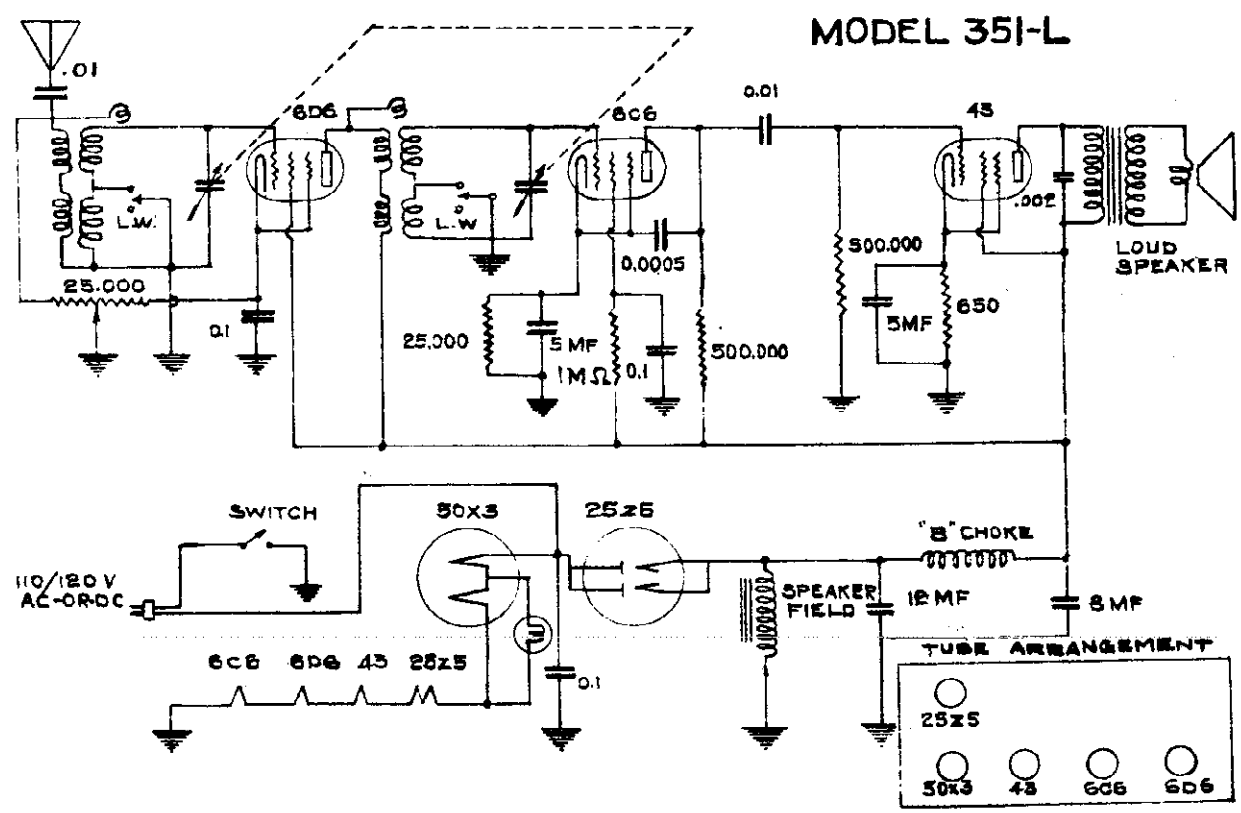 MODEL 351-L
.01
6D6
6C6
0.01
43
L.W.
L.W
.002
LOUD
SPEAKER
25.000
0.1
0.0005
500.000
25.000
5 MF
1MΩ
0.1
500.000
5MF
650
SWITCH
50X3
25Z5
"B" CHOKE
110/120 V
AC-OR-DC
SPEAKER
FIELD
12 MF
8 MF
6C6 6D6 43 25Z5
0.1
TUBE ARRANGEMENT
25Z5
50X3 43 6C6 6D6